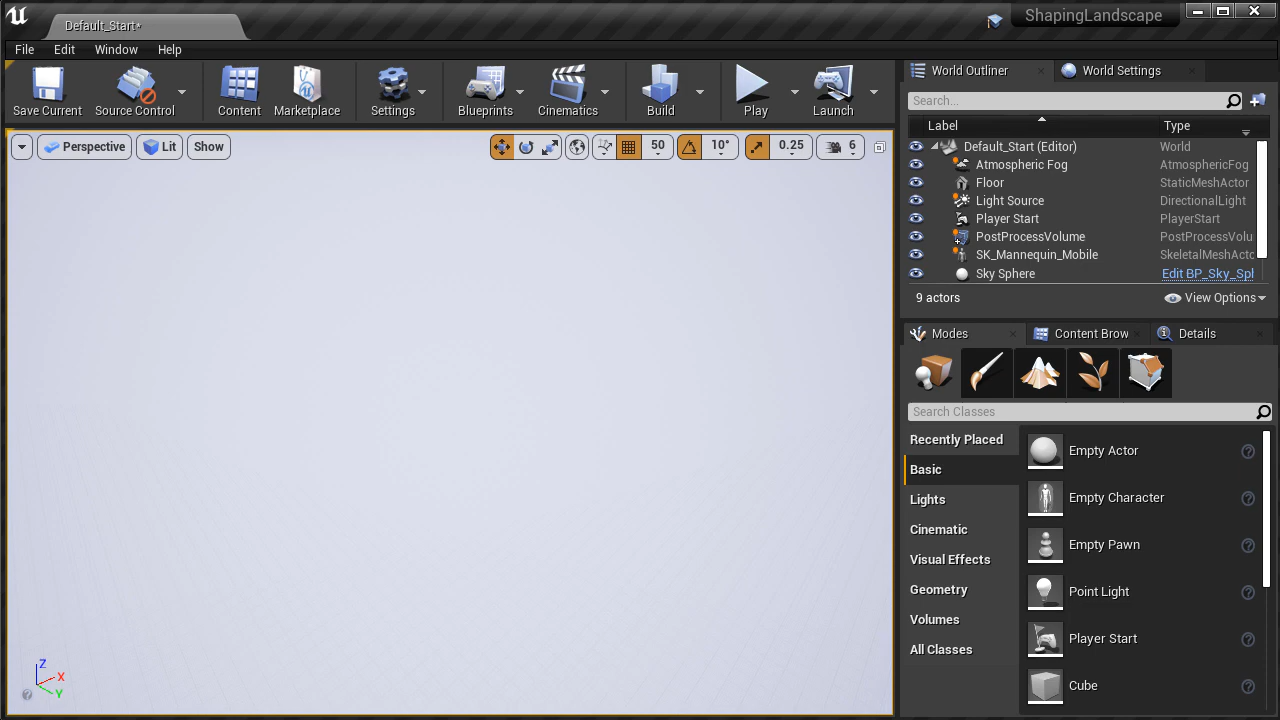 Default_Start*
ShapingLandscape
File Edit Window Help
Save Current Source Control Content Marketplace Settings Blueprints Cinematics Build Play Launch
Perspective Lit Show 50 10° 0.25 6
Z
X
Y
World Outliner World Settings
Search...
Label Type
Default_Start (Editor) World
Atmospheric Fog AtmosphericFog
Floor StaticMeshActor
Light Source DirectionalLight
Player Start PlayerStart
PostProcessVolume PostProcessVolu
SK_Mannequin_Mobile SkeletalMeshActo
Sky Sphere Edit BP_Sky_Spl
9 actors View Options
Modes Content Brow Details
Search Classes
Recently Placed
Basic
Lights
Cinematic
Visual Effects
Geometry
Volumes
All Classes
Empty Actor
Empty Character
Empty Pawn
Point Light
Player Start
Cube